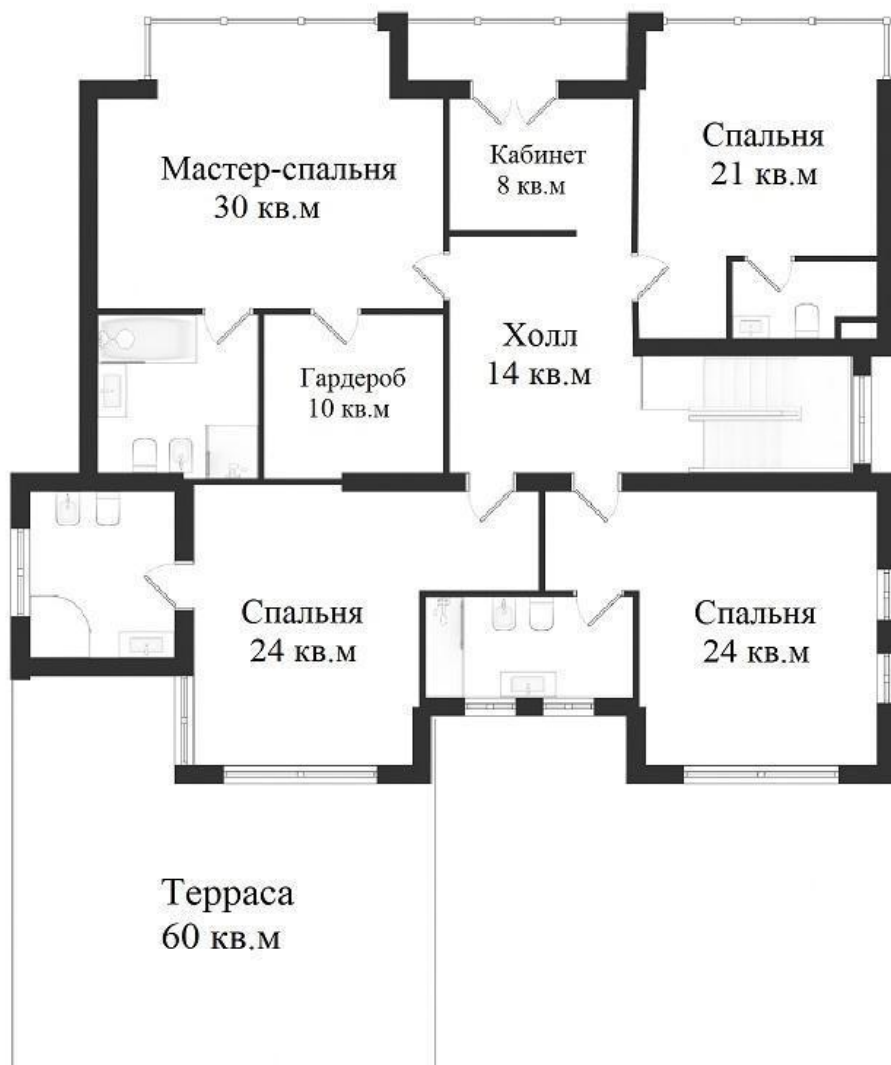 Мастер-спальня
30 кв.м
Кабинет
8 кв.м
Спальня
21 кв.м
Холл
14 кв.м
Гардероб
10 кв.м
Спальня
24 кв.м
Спальня
24 кв.м
Терраса
60 кв.м